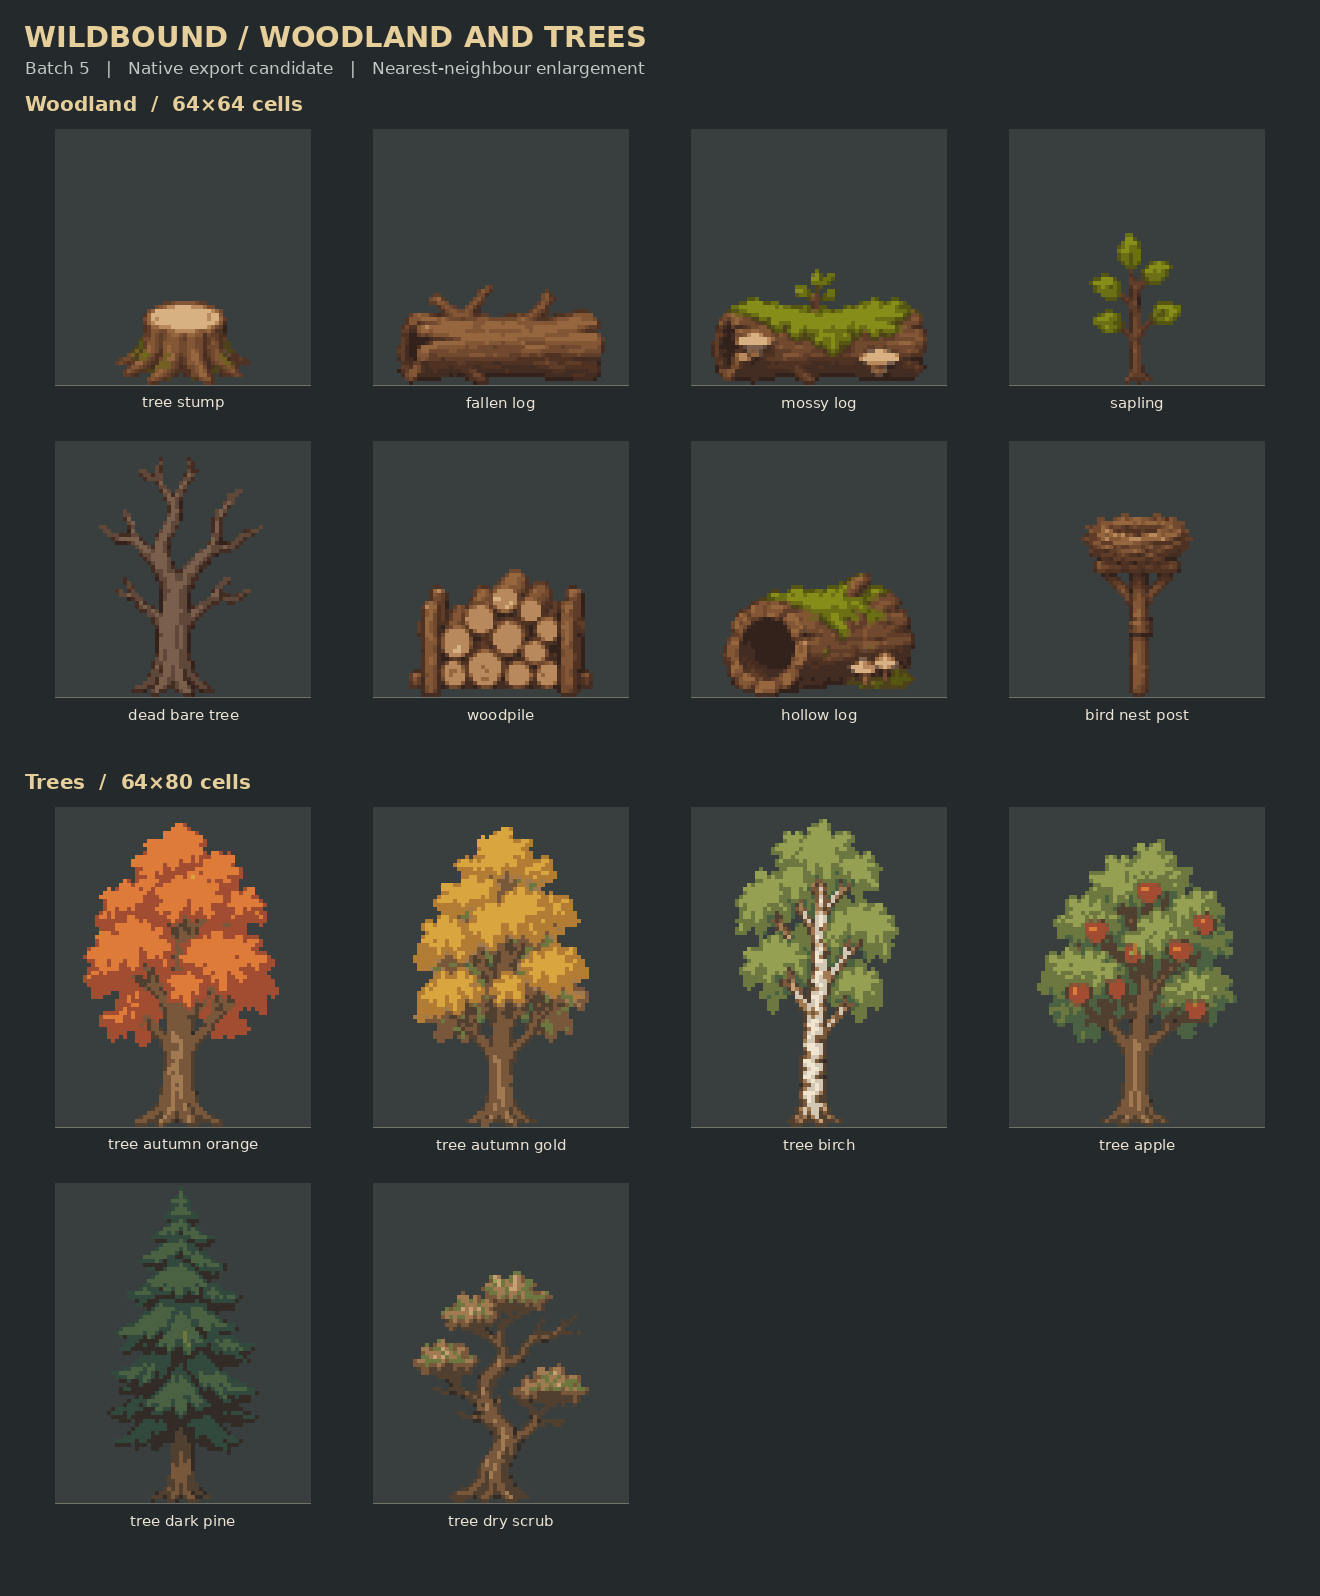 WILDBOUND / WOODLAND AND TREES
Batch 5 | Native export candidate | Nearest-neighbour enlargement
Woodland / 64×64 cells
tree stump
fallen log
mossy log
sapling
dead bare tree
woodpile
hollow log
bird nest post
Trees / 64×80 cells
tree autumn orange
tree autumn gold
tree birch
tree apple
tree dark pine
tree dry scrub